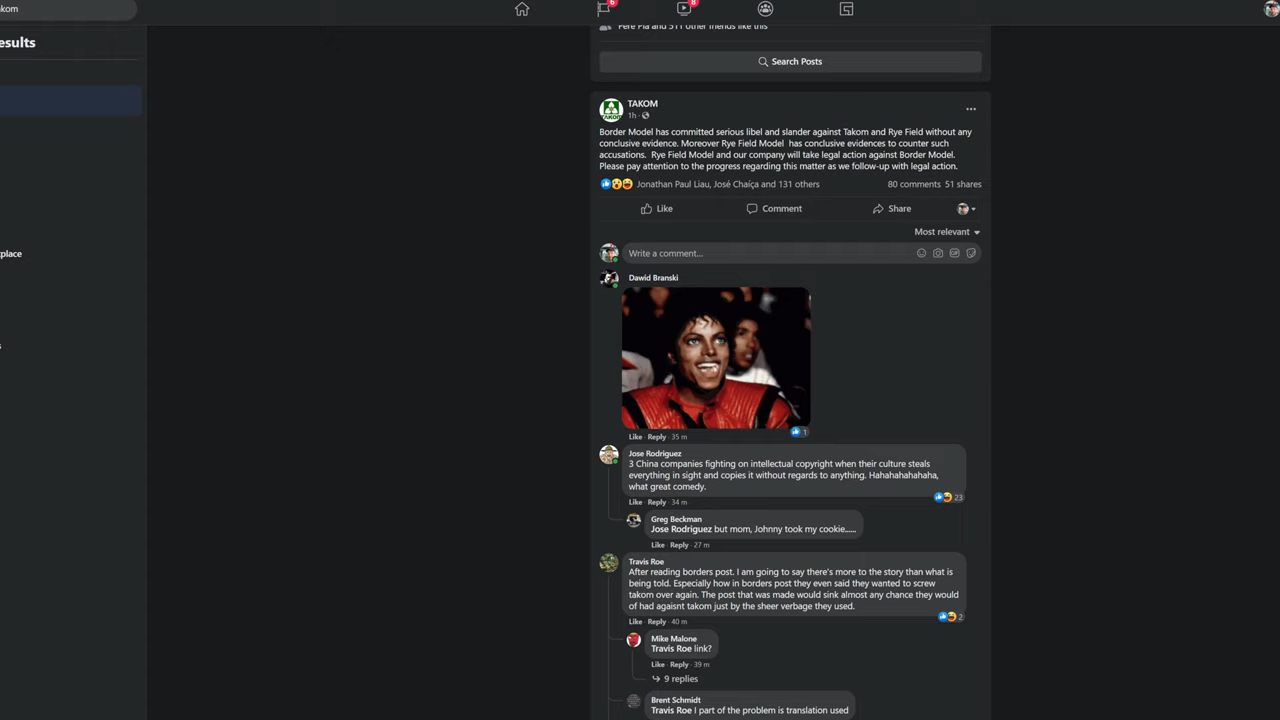 akom
6
8
esults
Pere Pla and 311 other friends like this
Search Posts
TAKOM
1h
Border Model has committed serious libel and slander against Takom and Rye Field without any
conclusive evidence. Moreover Rye Field Model has conclusive evidences to counter such
accusations. Rye Field Model and our company will take legal action against Border Model.
Please pay attention to the progress regarding this matter as we follow-up with legal action.
Jonathan Paul Liau, José Chaíça and 131 others
80 comments 51 shares
Like Comment Share
Most relevant
Write a comment...
tplace
Dawid Branski
Like · Reply · 35 m
1
Jose Rodriguez
3 China companies fighting on intellectual copyright when their culture steals
everything in sight and copies it without regards to anything. Hahahahahaha,
what great comedy.
23
Like · Reply · 34 m
Greg Beckman
Jose Rodriguez but mom, Johnny took my cookie.....
Like · Reply · 27 m
Travis Roe
After reading borders post. I am going to say there's more to the story than what is
being told. Especially how in borders post they even said they wanted to screw
takom over again. The post that was made would sink almost any chance they would
of had agaisnt takom just by the sheer verbage they used.
2
Like · Reply · 40 m
Mike Malone
Travis Roe link?
Like · Reply · 39 m
9 replies
Brent Schmidt
Travis Roe I part of the problem is translation used